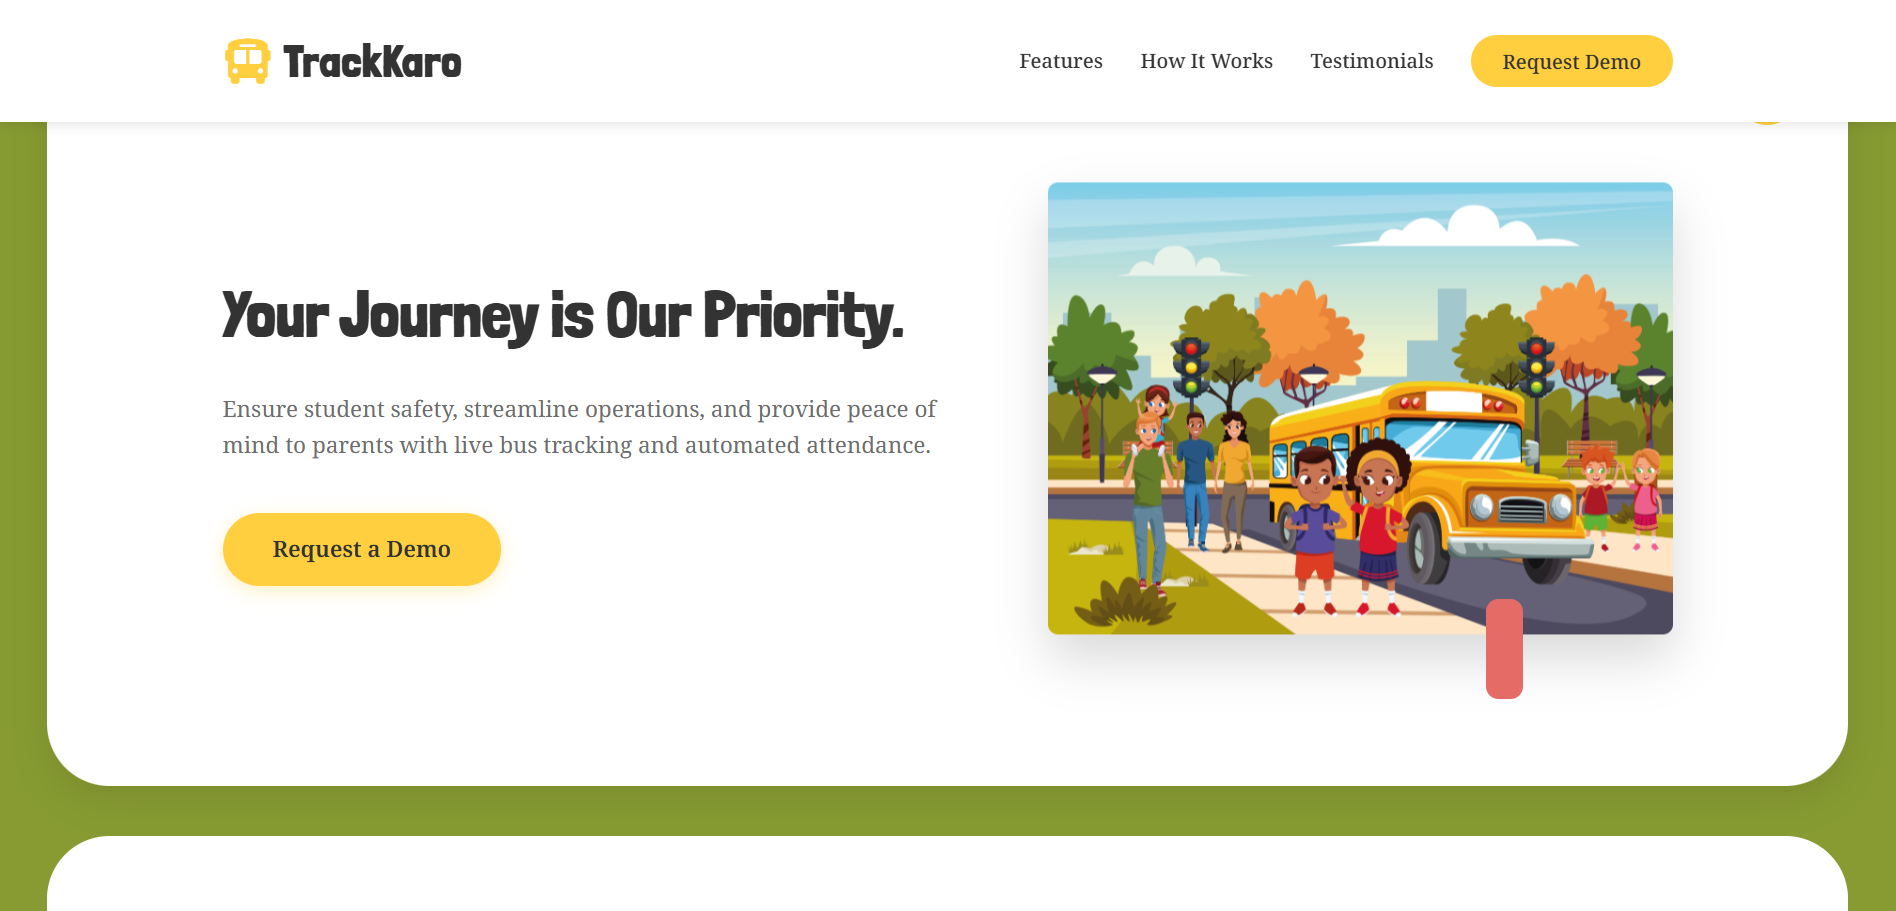 TrackKaro
Features
How It Works
Testimonials
Request Demo
Your Journey is Our Priority.
Ensure student safety, streamline operations, and provide peace of
mind to parents with live bus tracking and automated attendance.
Request a Demo